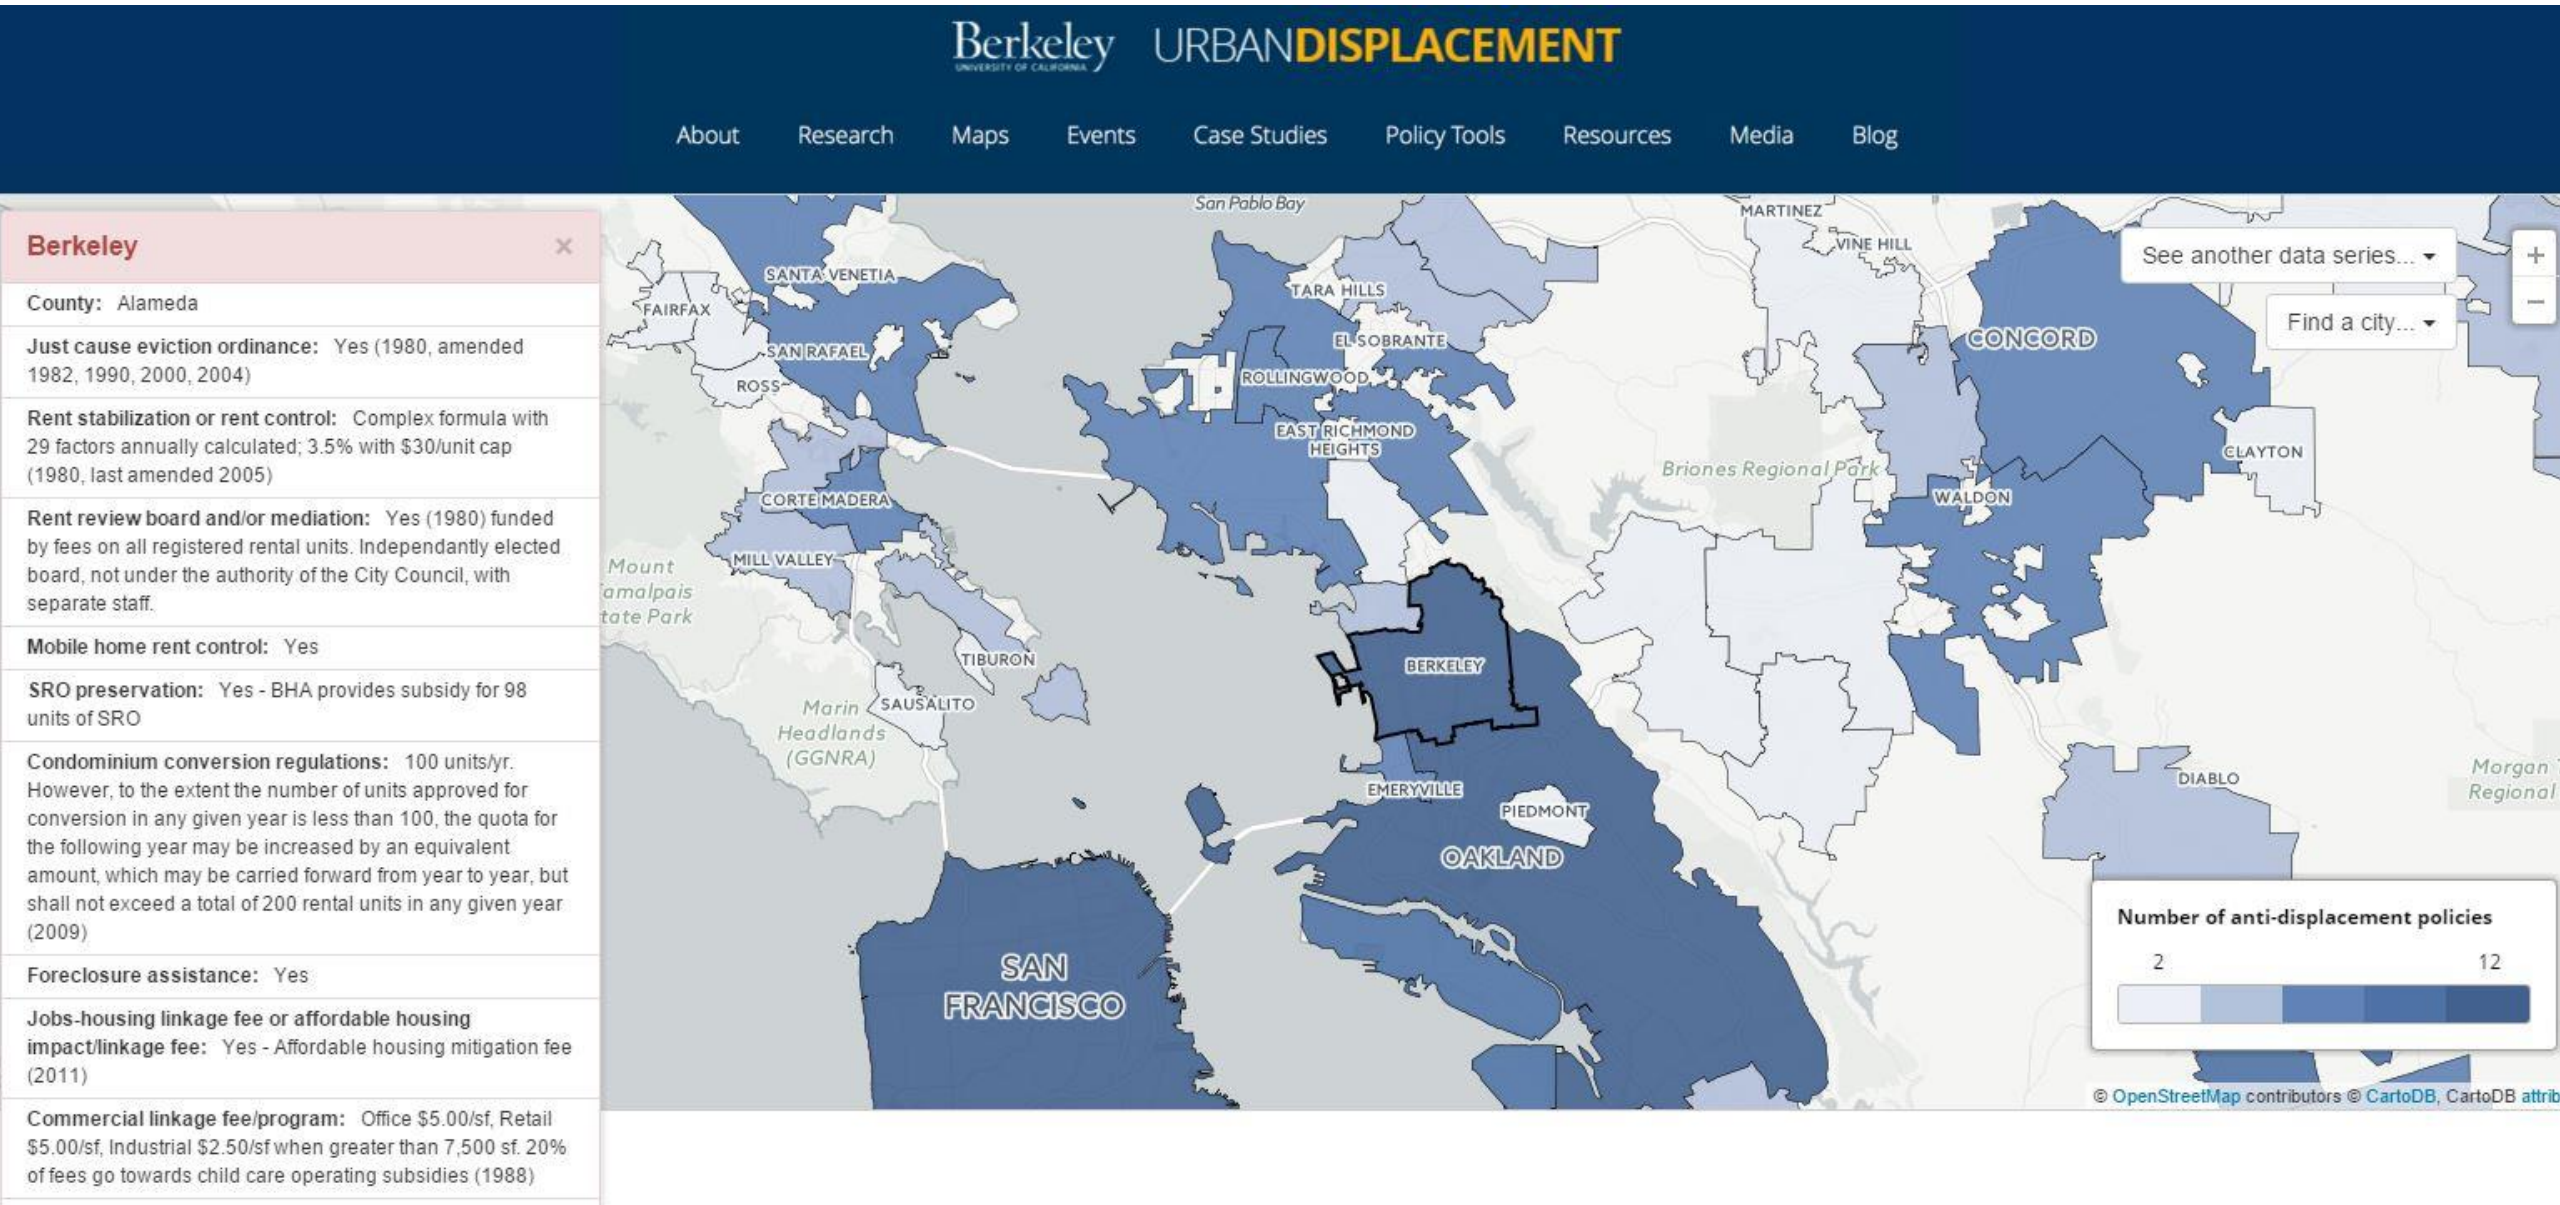 Berkeley
UNIVERSITY OF CALIFORNIA
URBANDISPLACEMENT
About Research Maps Events Case Studies Policy Tools Resources Media Blog
Berkeley ×
County: Alameda
Just cause eviction ordinance: Yes (1980, amended
1982, 1990, 2000, 2004)
Rent stabilization or rent control: Complex formula with
29 factors annually calculated; 3.5% with $30/unit cap
(1980, last amended 2005)
Rent review board and/or mediation: Yes (1980) funded
by fees on all registered rental units. Independantly elected
board, not under the authority of the City Council, with
separate staff.
Mobile home rent control: Yes
SRO preservation: Yes - BHA provides subsidy for 98
units of SRO
Condominium conversion regulations: 100 units/yr.
However, to the extent the number of units approved for
conversion in any given year is less than 100, the quota for
the following year may be increased by an equivalent
amount, which may be carried forward from year to year, but
shall not exceed a total of 200 rental units in any given year
(2009)
Foreclosure assistance: Yes
Jobs-housing linkage fee or affordable housing
impact/linkage fee: Yes - Affordable housing mitigation fee
(2011)
Commercial linkage fee/program: Office $5.00/sf, Retail
$5.00/sf, Industrial $2.50/sf when greater than 7,500 sf. 20%
of fees go towards child care operating subsidies (1988)
San Pablo Bay
MARTINEZ
VINE HILL
SANTA VENETIA
TARA HILLS
FAIRFAX
EL SOBRANTE
CONCORD
SAN RAFAEL
ROLLINGWOOD
ROSS
EAST RICHMOND
HEIGHTS
CLAYTON
Briones Regional Park
CORTE MADERA
WALDON
MILL VALLEY
Mount
amalpais
tate Park
TIBURON
BERKELEY
SAUSALITO
Marin
Headlands
(GGNRA)
Morgan
Regional
DIABLO
EMERYVILLE
PIEDMONT
OAKLAND
SAN
FRANCISCO
See another data series...
Find a city...
+
−
Number of anti-displacement policies
2 12
© OpenStreetMap contributors © CartoDB, CartoDB attrib